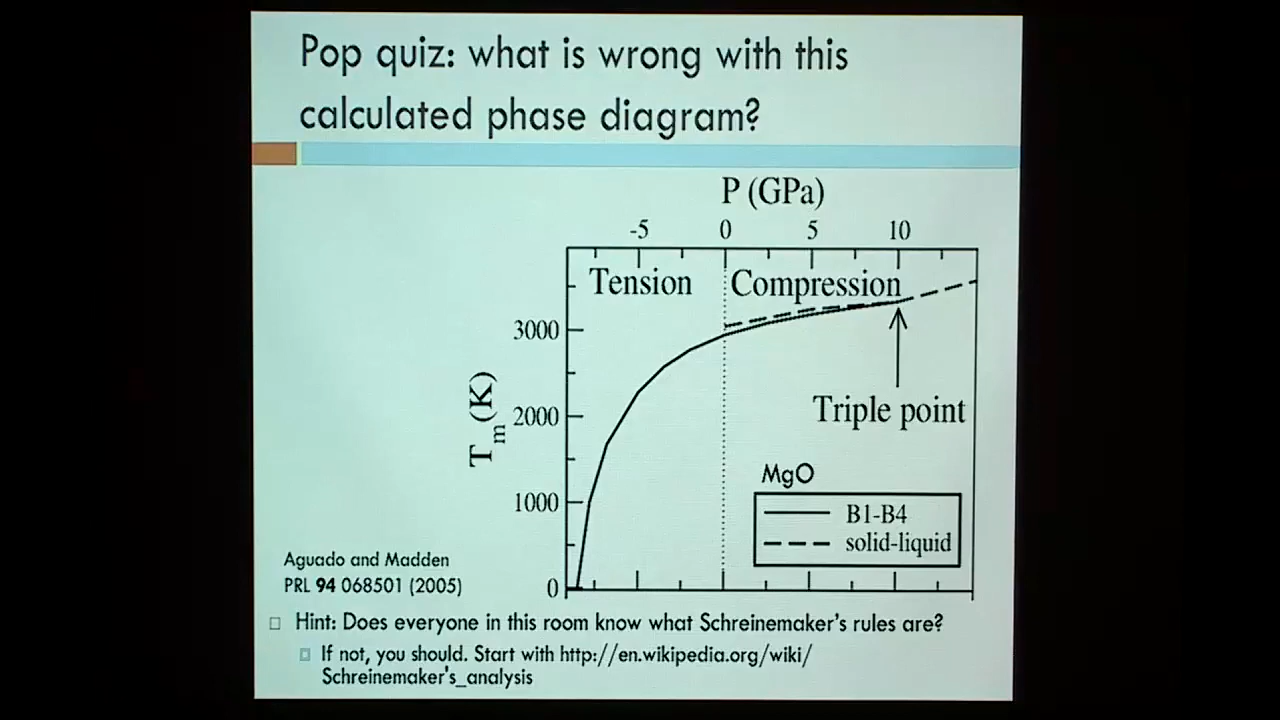 Pop quiz: what is wrong with this
calculated phase diagram?
P (GPa)
-5 0 5 10
Tension Compression
3000
2000
1000
0
Tm (K)
Triple point
MgO
B1-B4
solid-liquid
Aguado and Madden
PRL 94 068501 (2005)
Hint: Does everyone in this room know what Schreinemaker's rules are?
If not, you should. Start with http://en.wikipedia.org/wiki/
Schreinemaker's_analysis